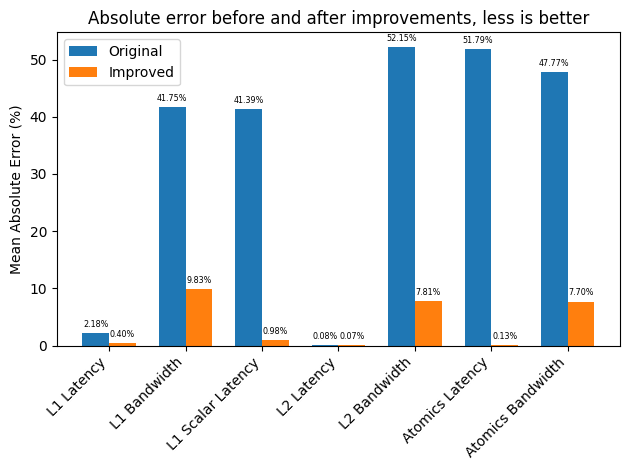 Absolute error before and after improvements, less is better
Original
Improved
Mean Absolute Error (%)
50
40
30
20
10
0
2.18%
0.40%
41.75%
9.83%
41.39%
0.98%
0.08%
0.07%
52.15%
7.81%
51.79%
0.13%
47.77%
7.70%
L1 Latency
L1 Bandwidth
L1 Scalar Latency
L2 Latency
L2 Bandwidth
Atomics Latency
Atomics Bandwidth